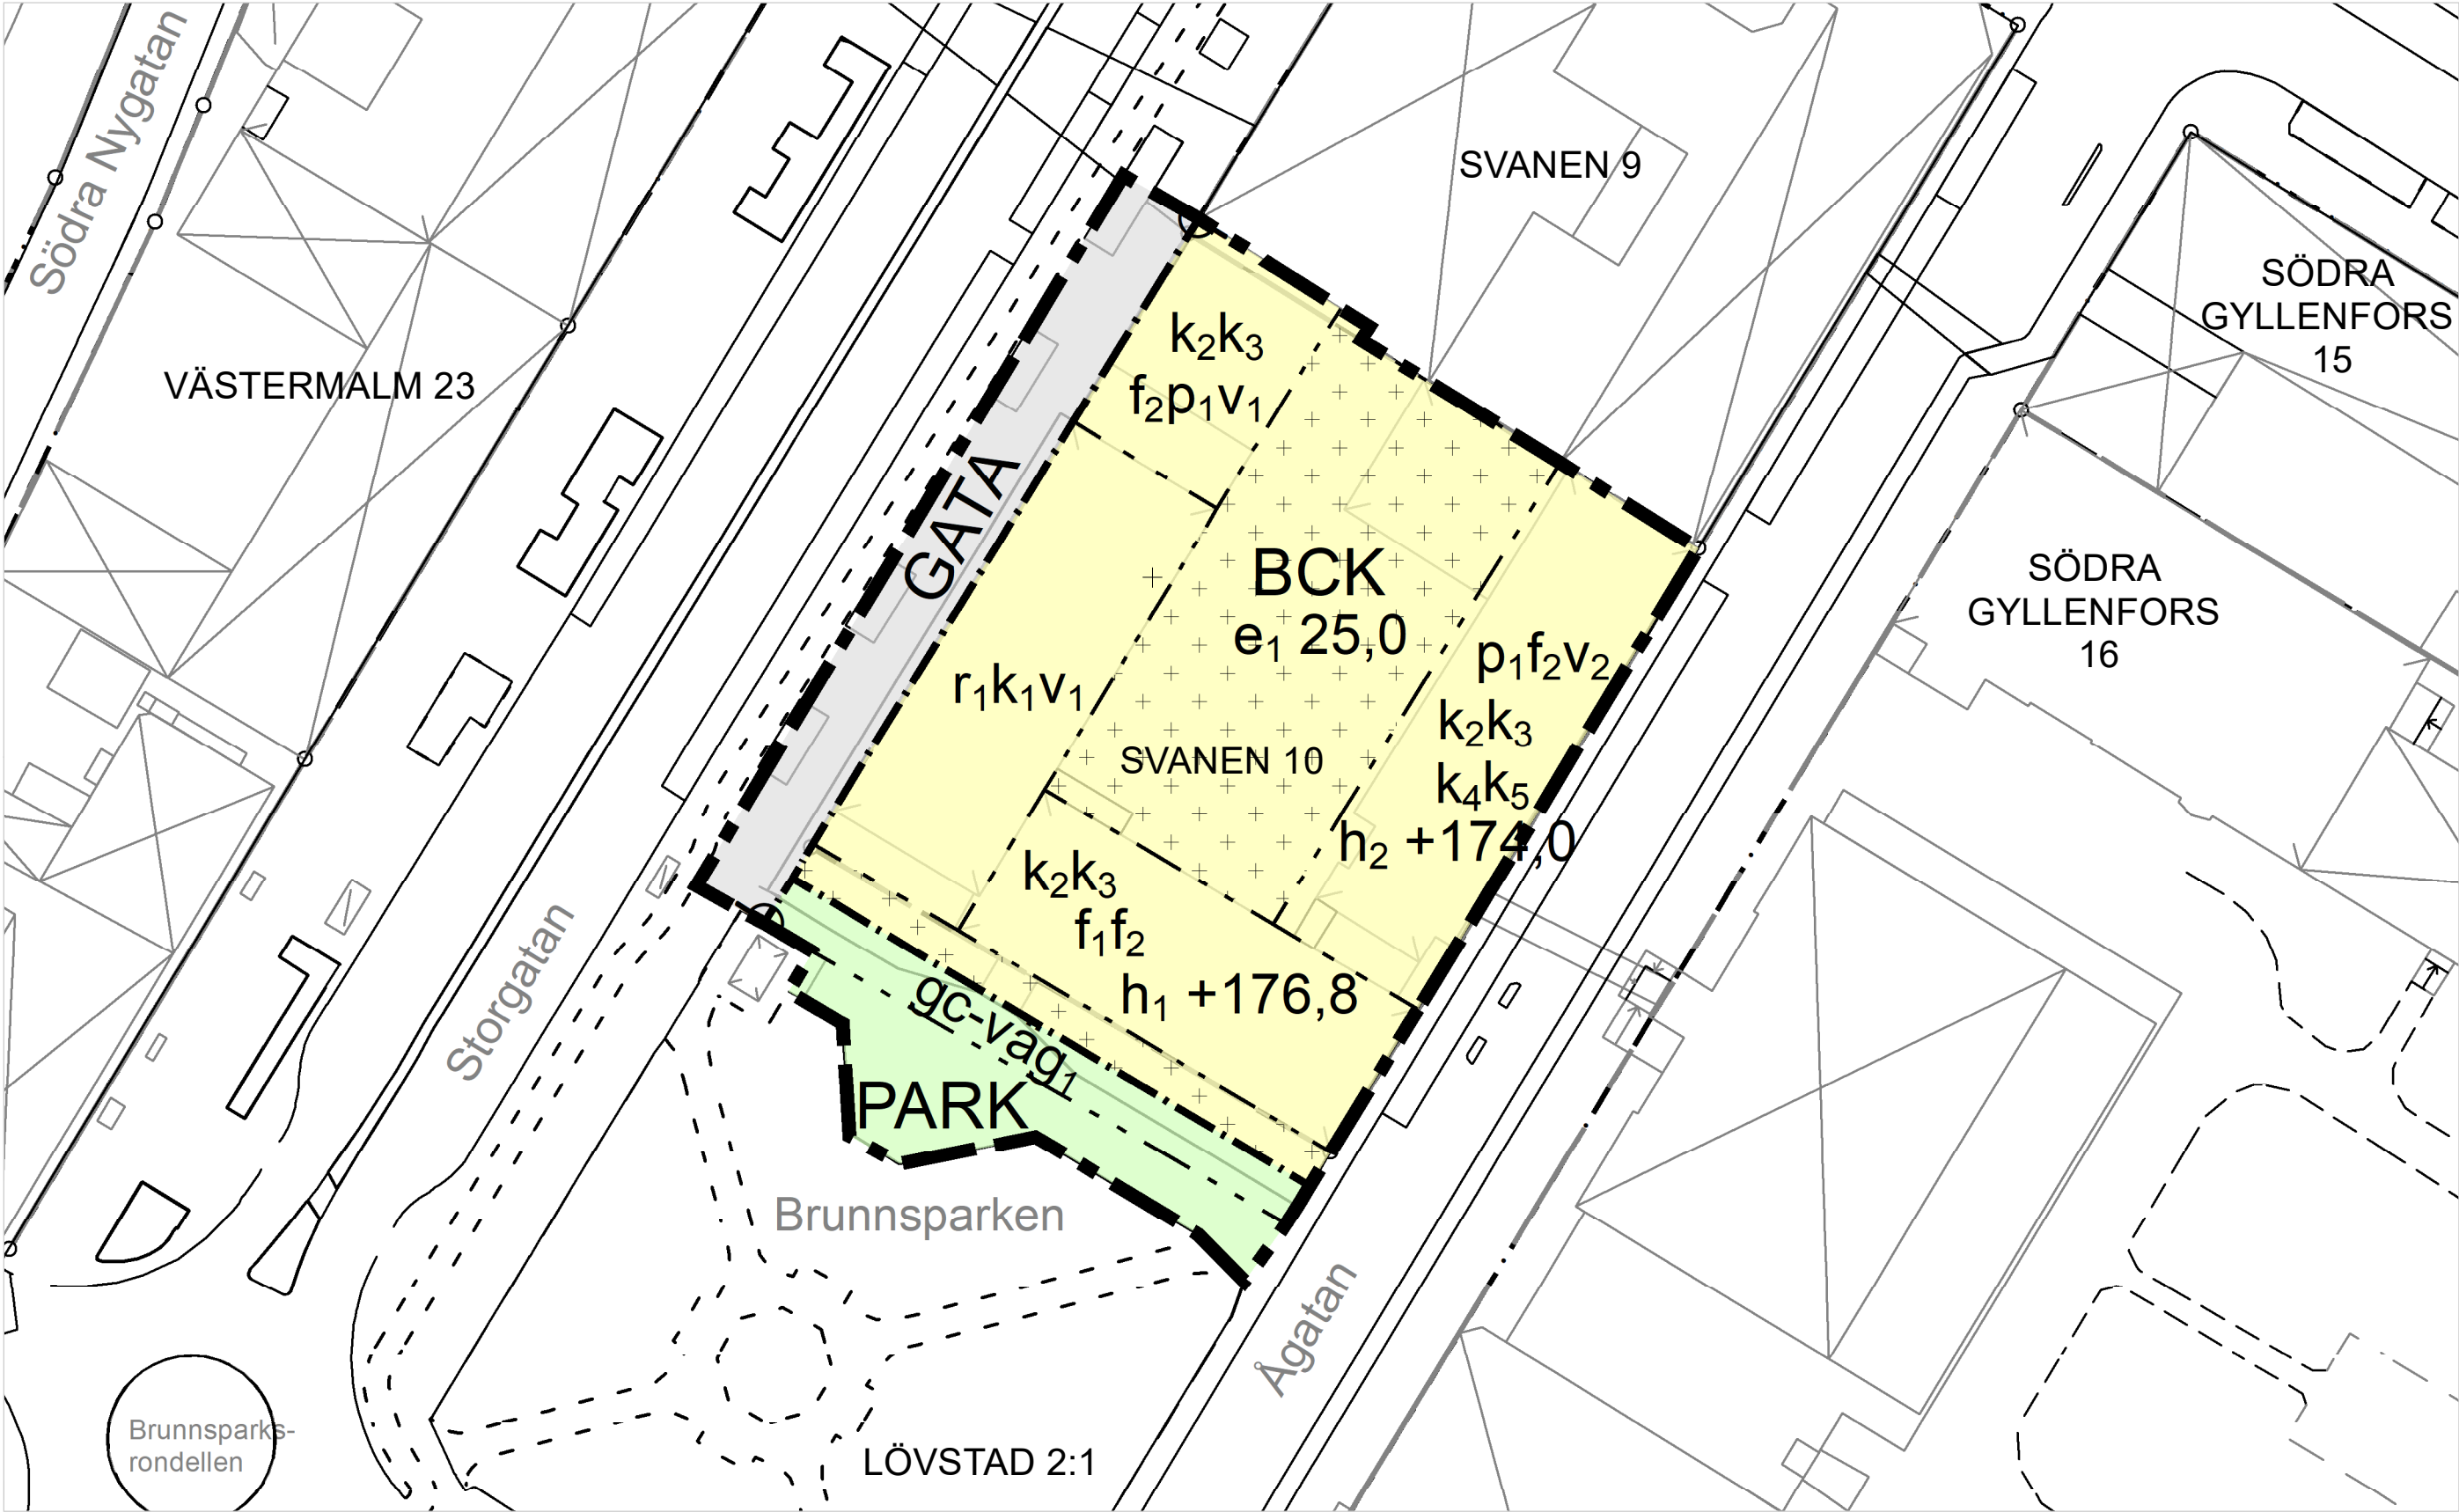 Södra Nygatan
SVANEN 9
SÖDRA
GYLLENFORS
15
VÄSTERMALM 23
k₂k₃
f₂p₁v₁
GATA
BCK
e₁ 25,0
SÖDRA
GYLLENFORS
16
r₁k₁v₁
p₁f₂v₂
k₂k₃
k₄k₅
h₂ +174,0
SVANEN 10
k₂k₃
f₁f₂
h₁ +176,8
Storgatan
gc-väg₁
PARK
Brunnsparken
Ågatan
Brunnsparks-
rondellen
LÖVSTAD 2:1